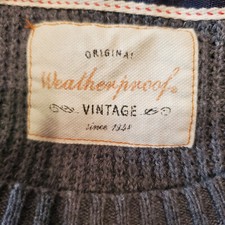 ORIGINAL
Weatherproof®
VINTAGE
since 1948